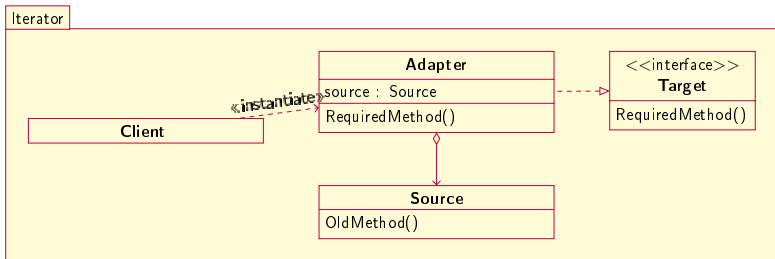 Iterator
Adapter
source : Source
RequiredMethod()
<<interface>>
Target
RequiredMethod()
«instantiate»
Client
Source
OldMethod()